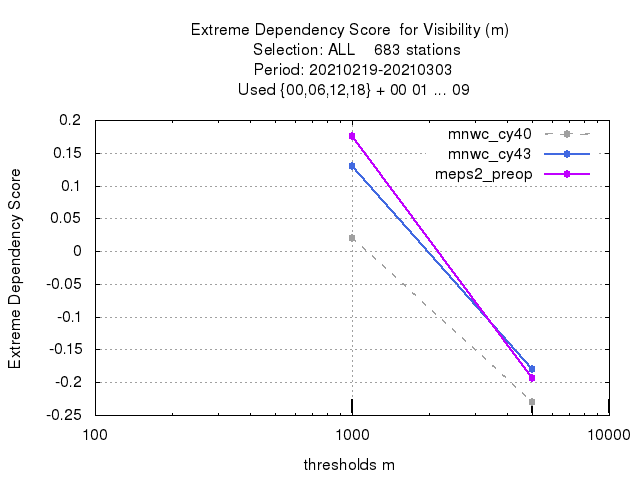 Extreme Dependency Score  for Visibility (m)
Selection: ALL    683 stations
Period: 20210219-20210303
Used {00,06,12,18} + 00 01 ... 09
mnwc_cy40
mnwc_cy43
meps2_preop
0.2
0.15
0.1
0.05
0
-0.05
-0.1
-0.15
-0.2
-0.25
Extreme Dependency Score
100
1000
10000
thresholds m